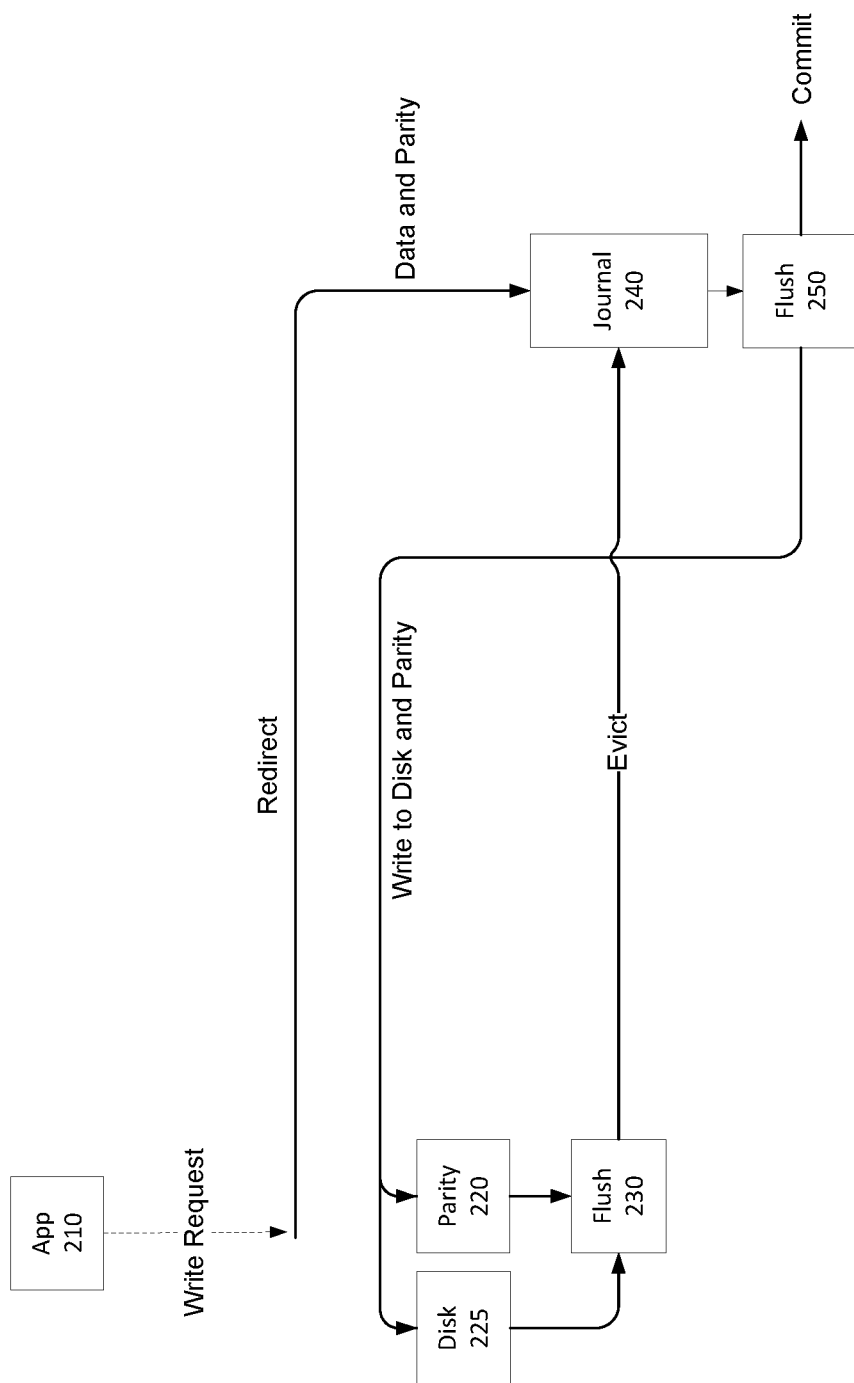 App
210
Write Request
Redirect
Data and Parity
Write to Disk and Parity
Disk
225
Parity
220
Flush
230
Evict
Journal
240
Flush
250
Commit